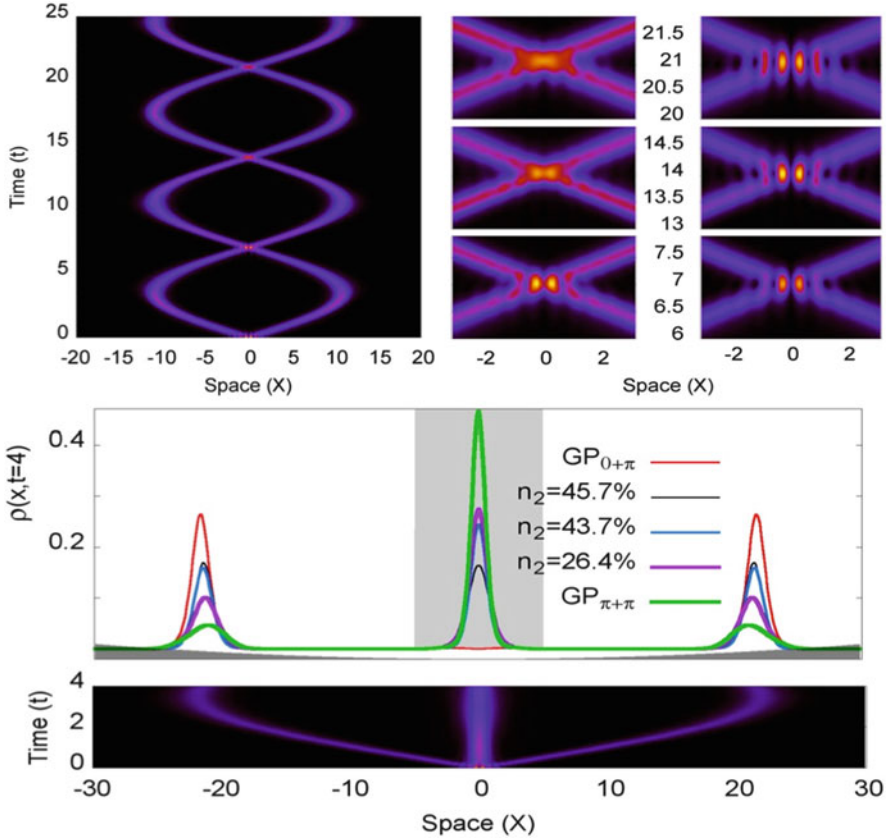 25
20
15
10
5
0
Time (t)
-20 -15 -10 -5 0 5 10 15 20
Space (X)
21.5
21
20.5
20
14.5
14
13.5
13
7.5
7
6.5
6
-2 0 2
-2 0 2
Space (X)
ρ(x,t=4)
0.4
0.2
GP0+π
n2=45.7%
n2=43.7%
n2=26.4%
GPπ+π
Time (t)
4
2
0
-30 -20 -10 0 10 20 30
Space (X)